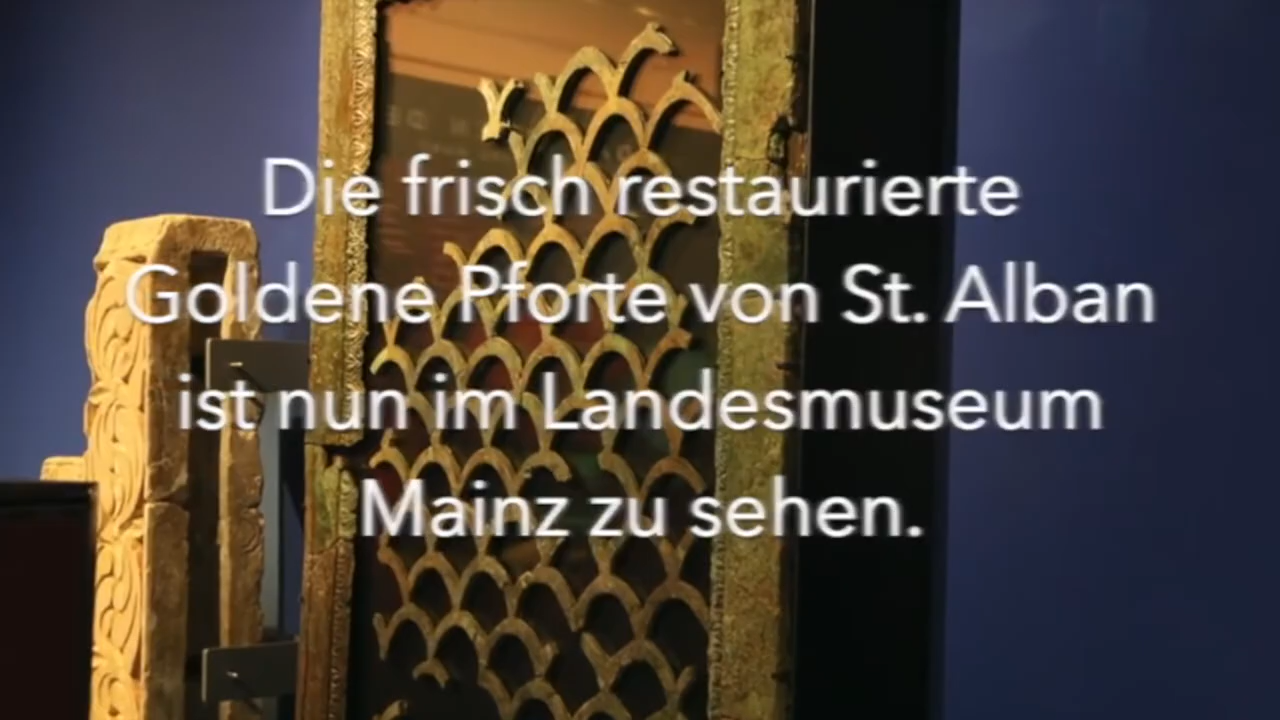 Die frisch restaurierte
Goldene Pforte von St. Alban
ist nun im Landesmuseum
Mainz zu sehen.